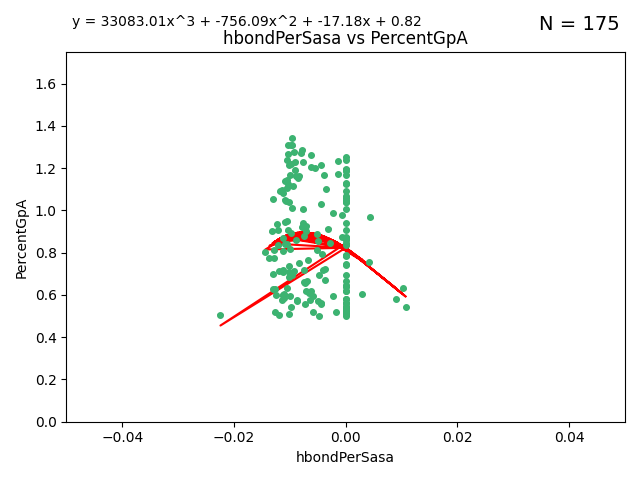 y = 33083.01x^3 + -756.09x^2 + -17.18x + 0.82
N = 175
hbondPerSasa vs PercentGpA
1.6
1.4
1.2
1.0
0.8
0.6
0.4
0.2
0.0
PercentGpA
−0.04
−0.02
0.00
0.02
0.04
hbondPerSasa